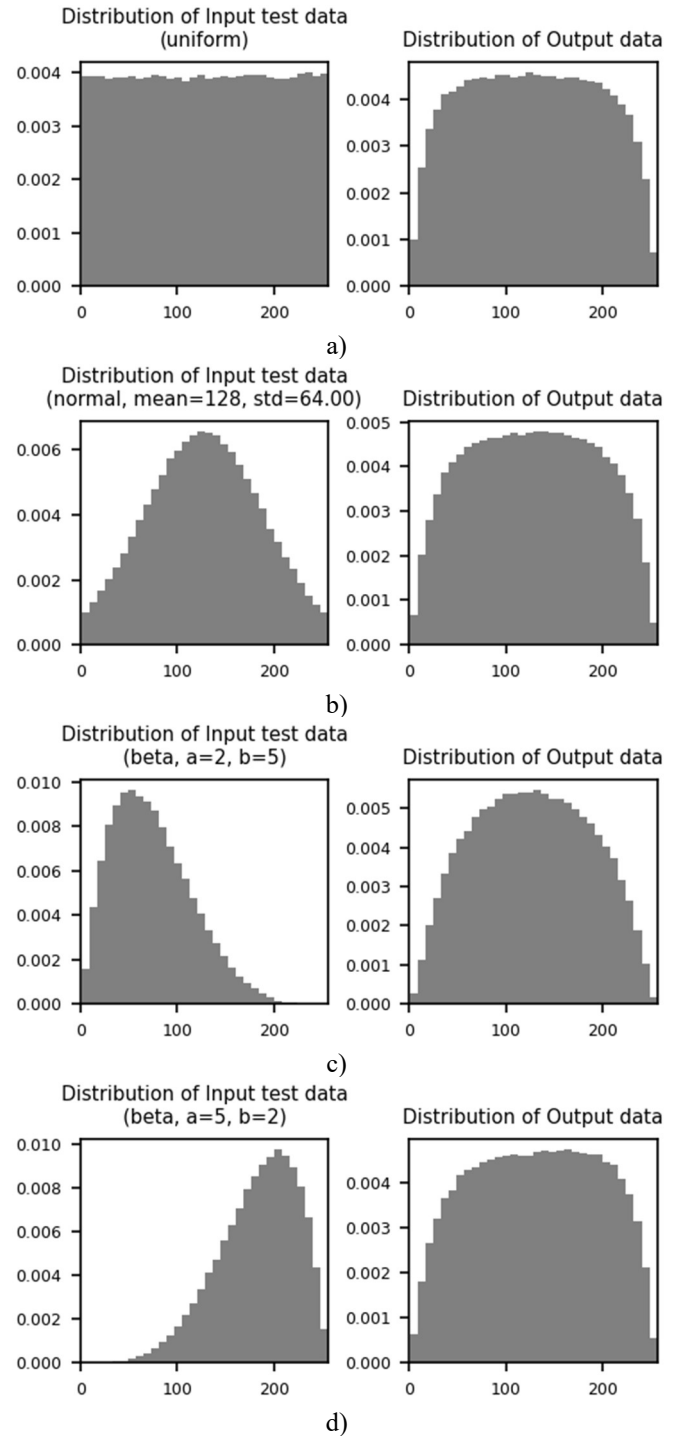 Distribution of Input test data
(uniform)
Distribution of Output data
0.004
0.003
0.002
0.001
0.000
0 100 200
0.004
0.003
0.002
0.001
0.000
0 100 200
a)
Distribution of Input test data
(normal, mean=128, std=64.00)
Distribution of Output data
0.006
0.004
0.002
0.000
0 100 200
0.005
0.004
0.003
0.002
0.001
0.000
0 100 200
b)
Distribution of Input test data
(beta, a=2, b=5)
Distribution of Output data
0.010
0.008
0.006
0.004
0.002
0.000
0 100 200
0.005
0.004
0.003
0.002
0.001
0.000
0 100 200
c)
Distribution of Input test data
(beta, a=5, b=2)
Distribution of Output data
0.010
0.008
0.006
0.004
0.002
0.000
0 100 200
0.004
0.003
0.002
0.001
0.000
0 100 200
d)